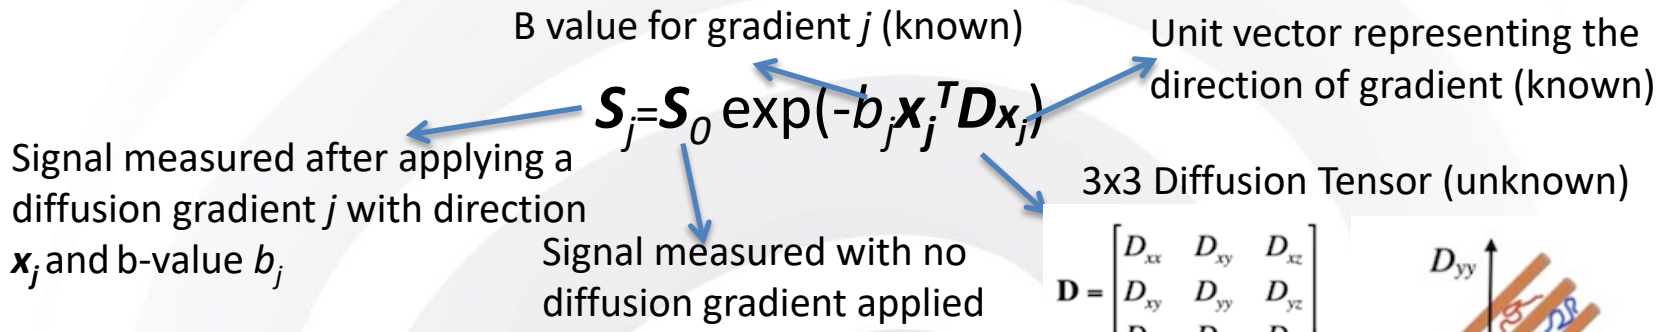 B value for gradient j (known)
Unit vector representing the
direction of gradient (known)
Sj=S0 exp(-bjxjTDxj)
Signal measured after applying a
diffusion gradient j with direction
xj and b-value bj
Signal measured with no
diffusion gradient applied
3x3 Diffusion Tensor (unknown)
Dxx Dxy Dxz
D = Dxy Dyy Dyz
Dyy